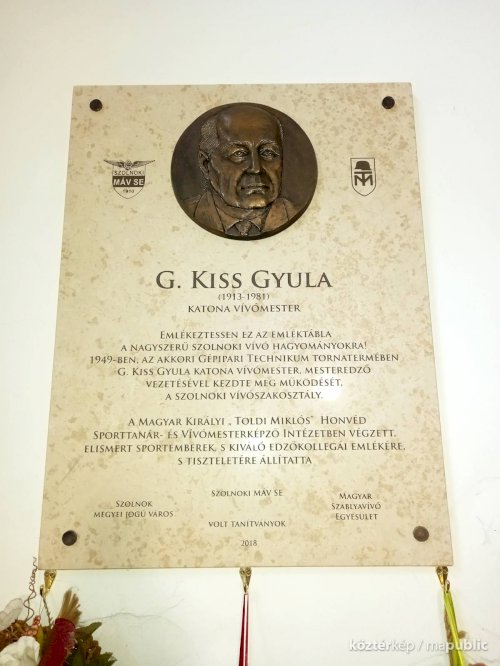 SZOLNOKI
MÁV SE
1910
TM
G. KISS GYULA
(1913-1981)
KATONA VÍVÓMESTER
EMLÉKEZTESSEN EZ AZ EMLÉKTÁBLA
A NAGYSZERŰ SZOLNOKI VÍVÓ HAGYOMÁNYOKRA!
1949-BEN, AZ AKKORI GÉPIPARI TECHNIKUM TORNATERMÉBEN
G. KISS GYULA KATONA VÍVÓMESTER, MESTEREDZŐ
VEZETÉSÉVEL KEZDTE MEG MŰKÖDÉSÉT,
A SZOLNOKI VÍVÓSZAKOSZTÁLY.
A MAGYAR KIRÁLYI „TOLDI MIKLÓS" HONVÉD
SPORTTANÁR- ÉS VÍVÓMESTERKÉPZŐ INTÉZETBEN VÉGZETT,
ELISMERT SPORTEMBEREK, S KIVÁLÓ EDZŐKOLLÉGÁI EMLÉKÉRE,
S TISZTELETÉRE ÁLLÍTATTA
SZOLNOK
MEGYEI JOGÚ VÁROS
SZOLNOKI MÁV SE
VOLT TANÍTVÁNYOK
MAGYAR
SZABLYAVÍVÓ
EGYESÜLET
2018
köztérkép / mapublic